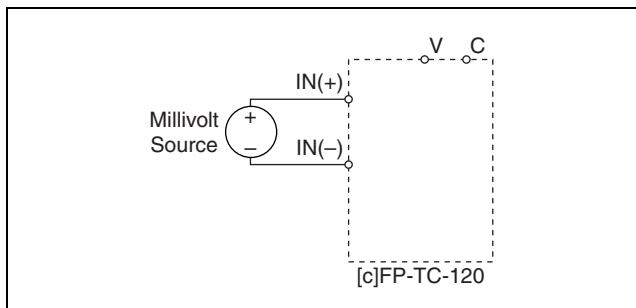 V C
IN(+)
Millivolt
Source
+
–
IN(–)
[c]FP-TC-120